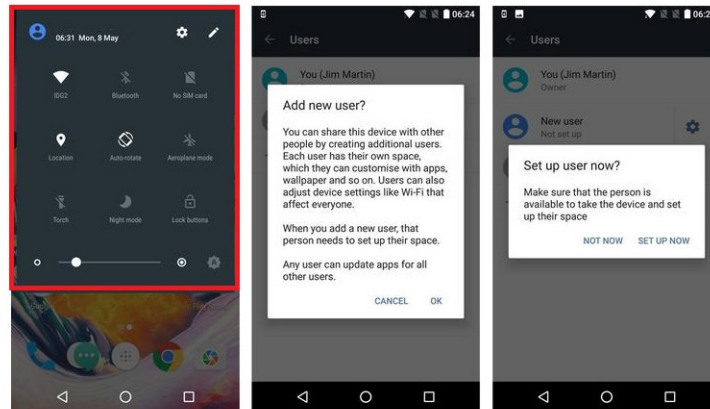 06:31 Mon, 8 May
IDG2
Bluetooth
No SIM card
Location
Auto-rotate
Aeroplane mode
Torch
Night mode
Lock buttons
A
06:24
Users
You (Jim Martin)
Add new user?
You can share this device with other
people by creating additional users.
Each user has their own space,
which they can customise with apps,
wallpaper and so on. Users can also
adjust device settings like Wi-Fi that
affect everyone.
When you add a new user, that
person needs to set up their space.
Any user can update apps for all
other users.
CANCEL OK
06:2
Users
You (Jim Martin)
Owner
New user
Not set up
Set up user now?
Make sure that the person is
available to take the device and set
up their space
NOT NOW SET UP NOW